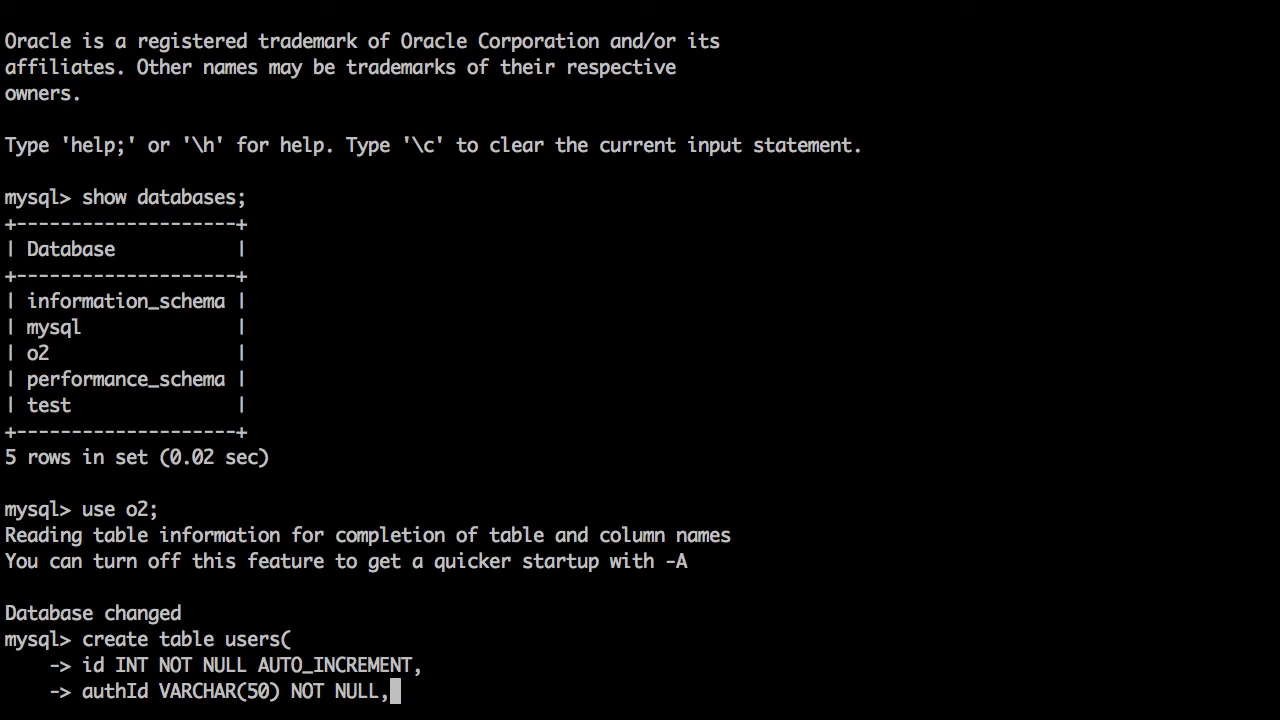 Oracle is a registered trademark of Oracle Corporation and/or its
affiliates. Other names may be trademarks of their respective
owners.
Type 'help;' or '\h' for help. Type '\c' to clear the current input statement.
mysql> show databases;
+--------------------+
| Database           |
+--------------------+
| information_schema |
| mysql              |
| o2                 |
| performance_schema |
| test               |
+--------------------+
5 rows in set (0.02 sec)
mysql> use o2;
Reading table information for completion of table and column names
You can turn off this feature to get a quicker startup with -A
Database changed
mysql> create table users(
    -> id INT NOT NULL AUTO_INCREMENT,
    -> authId VARCHAR(50) NOT NULL,